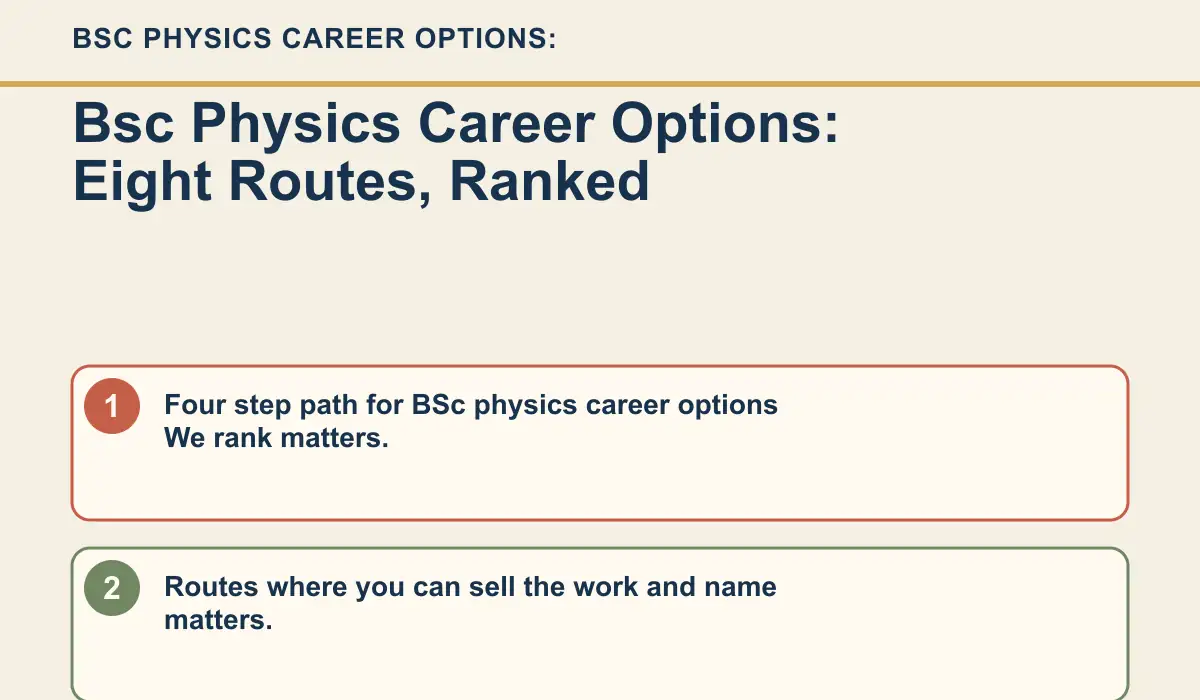 BSC PHYSICS CAREER OPTIONS:
Bsc Physics Career Options:
Eight Routes, Ranked
1
Four step path for BSc physics career options
We rank matters.
2
Routes where you can sell the work and name
matters.